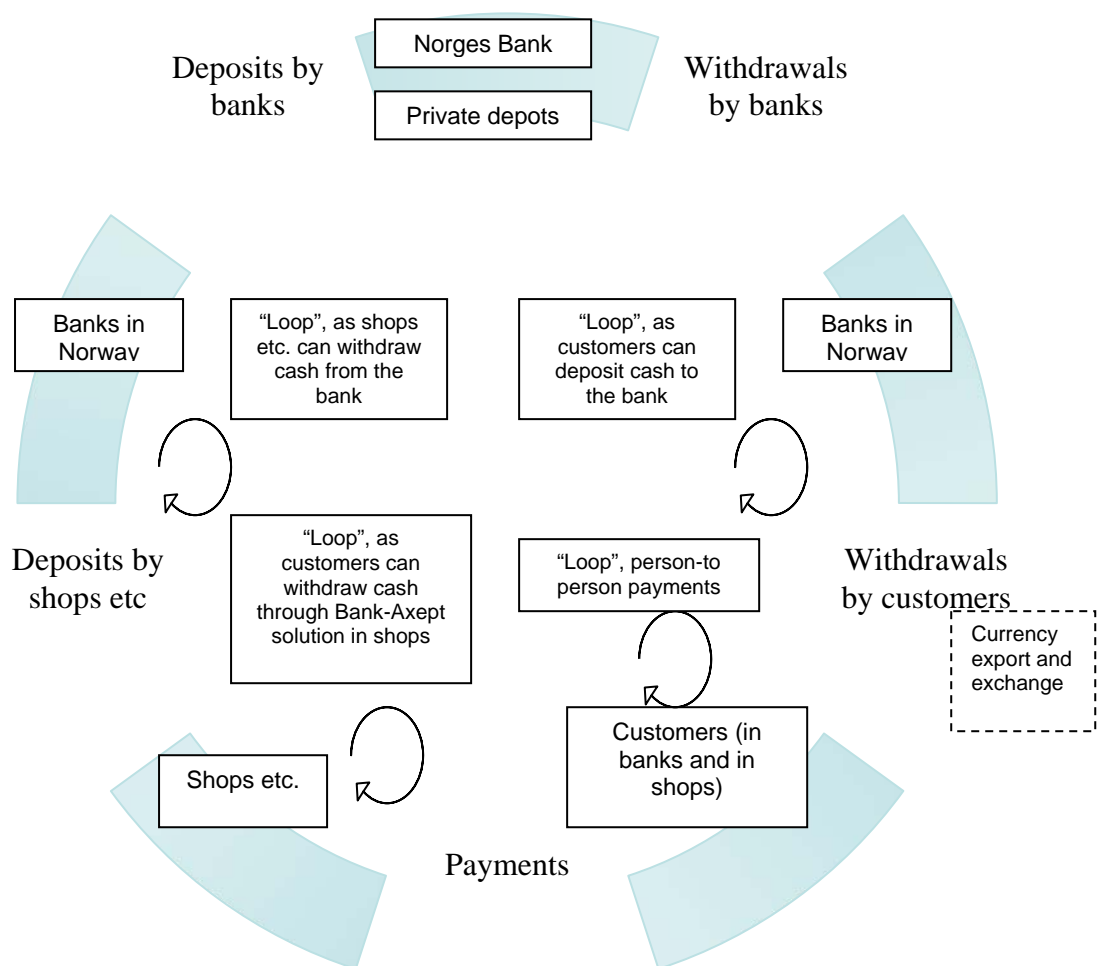 Norges Bank
Deposits by
banks
Private depots
Withdrawals
by banks
Banks in
Norway
“Loop”, as shops
etc. can withdraw
cash from the
bank
“Loop”, as
customers can
deposit cash to
the bank
Banks in
Norway
Deposits by
shops etc
“Loop”, as
customers can
withdraw cash
through Bank-Axept
solution in shops
“Loop”, person-to
person payments
Withdrawals
by customers
Currency
export and
exchange
Shops etc.
Customers (in
banks and in
shops)
Payments